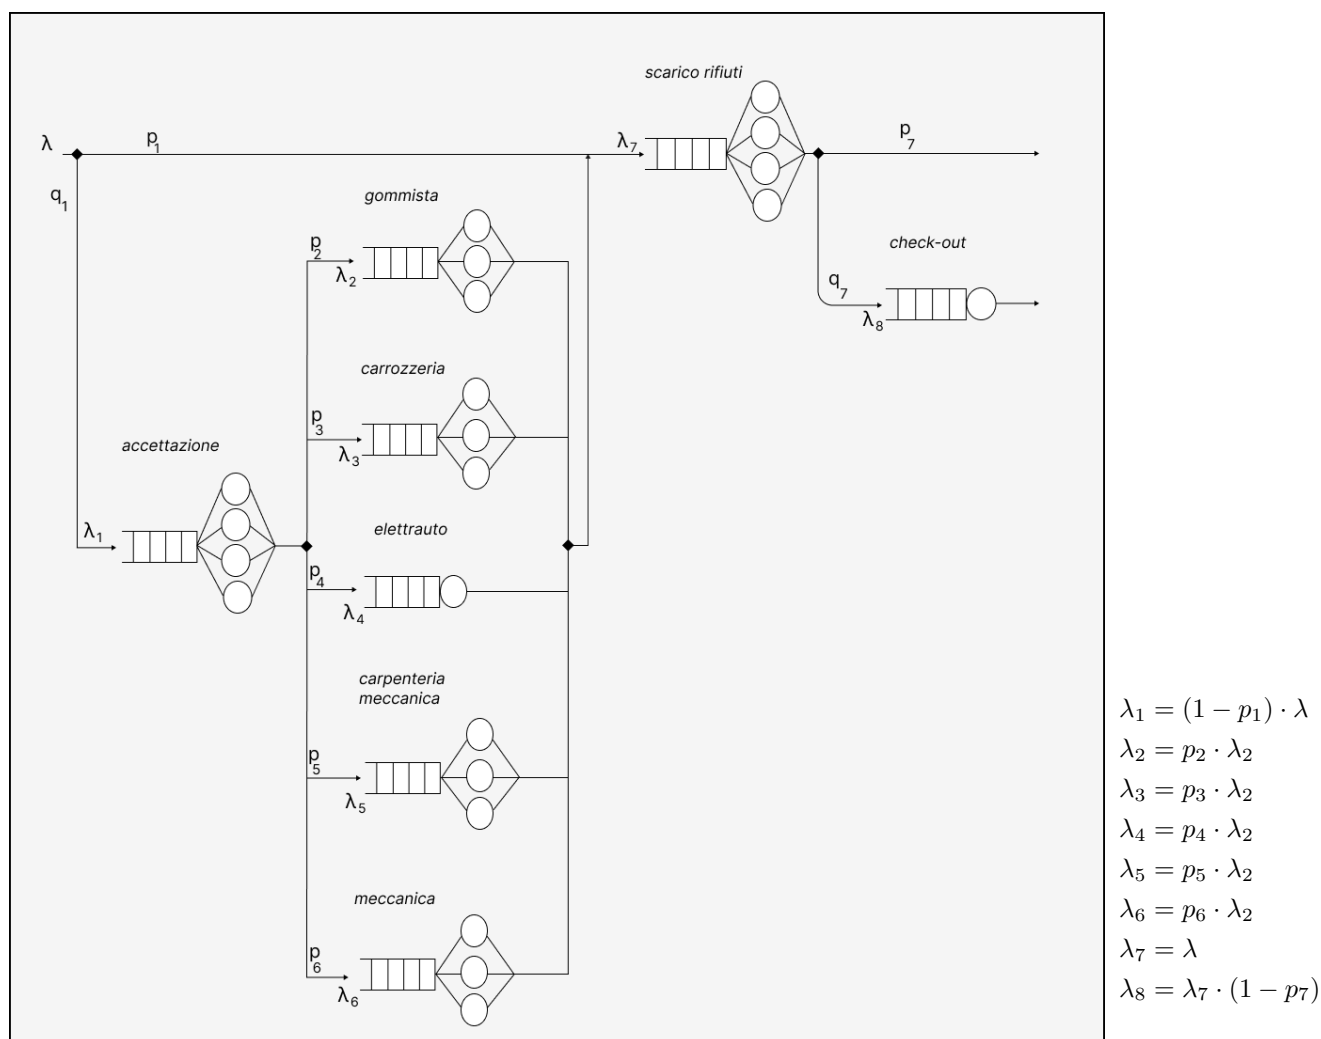 scarico rifiuti
λ
p1
λ7
p7
q1
gommista
p2
λ2
check-out
q7
λ8
carrozzeria
p3
λ3
accettazione
λ1
elettrauto
p4
λ4
carpenteria
meccanica
p5
λ5
meccanica
p6
λ6
λ1 = (1 − p1) · λ
λ2 = p2 · λ2
λ3 = p3 · λ2
λ4 = p4 · λ2
λ5 = p5 · λ2
λ6 = p6 · λ2
λ7 = λ
λ8 = λ7 · (1 − p7)